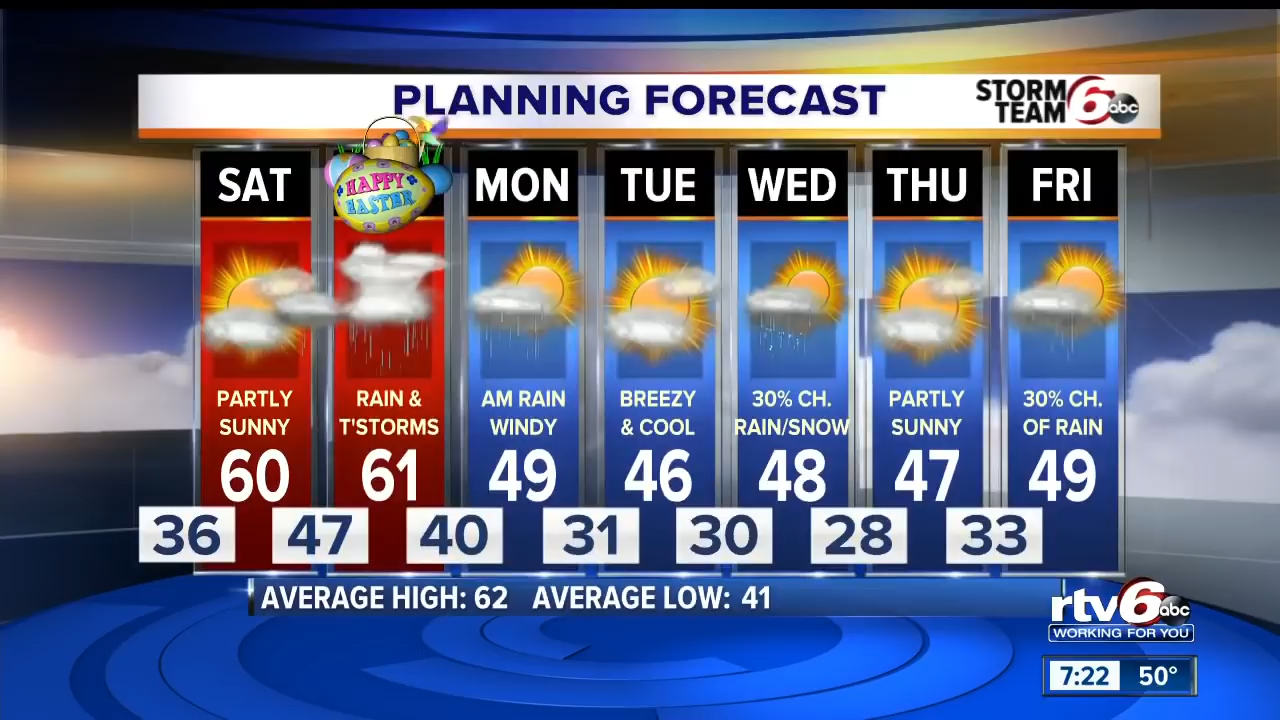 PLANNING FORECAST
STORM
TEAM 6 abc
SAT
HAPPY
EASTER
MON
TUE
WED
THU
FRI
PARTLY
SUNNY
RAIN &
T'STORMS
AM RAIN
WINDY
BREEZY
& COOL
30% CH.
RAIN/SNOW
PARTLY
SUNNY
30% CH.
OF RAIN
60
61
49
46
48
47
49
36
47
40
31
30
28
33
AVERAGE HIGH: 62 AVERAGE LOW: 41
rtv6 abc
WORKING FOR YOU
7:22 50°